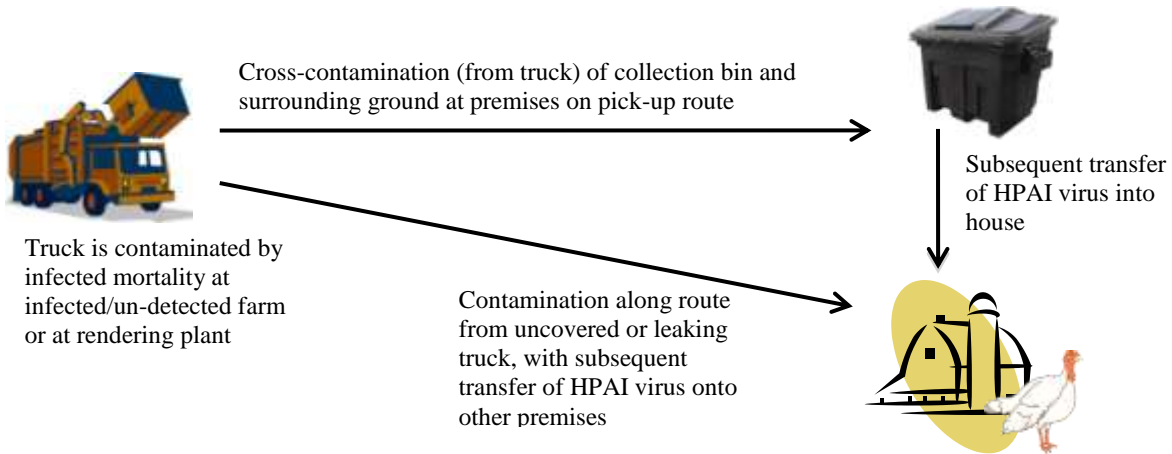 Cross-contamination (from truck) of collection bin and
surrounding ground at premises on pick-up route
Subsequent transfer
of HPAI virus into
house
Truck is contaminated by
infected mortality at
infected/un-detected farm
or at rendering plant
Contamination along route
from uncovered or leaking
truck, with subsequent
transfer of HPAI virus onto
other premises